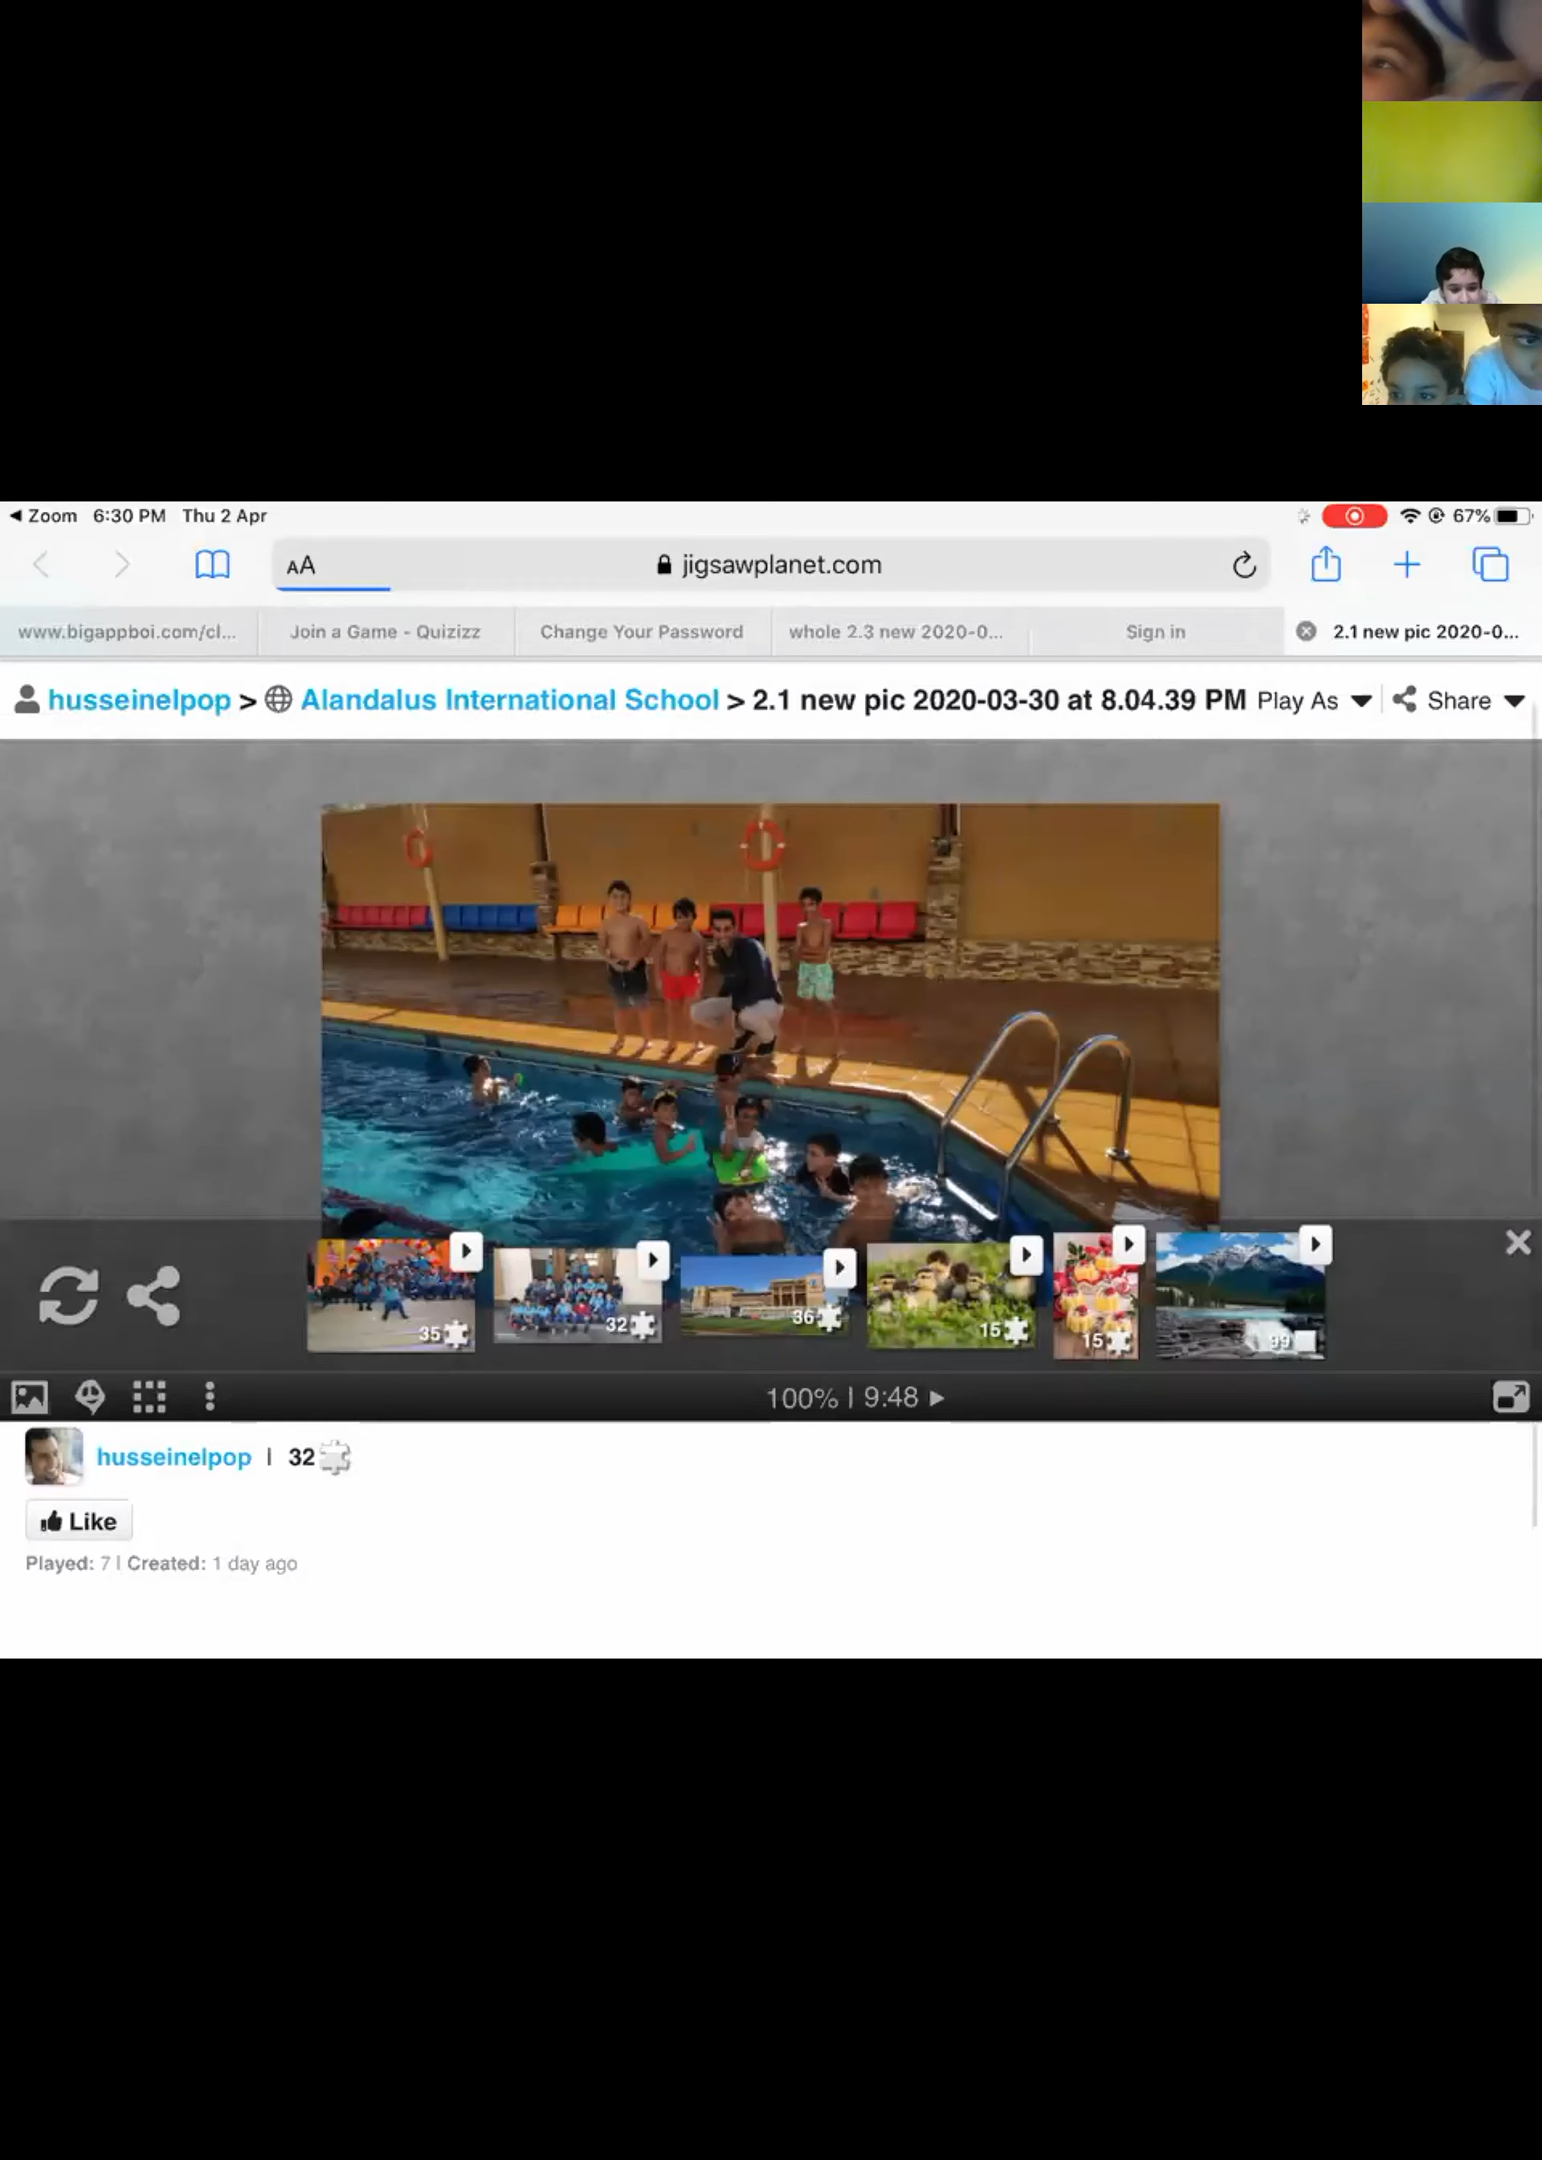 Zoom 6:30 PM Thu 2 Apr 67%
AA jigsawplanet.com
www.bigappboi.com/cl... Join a Game - Quizizz Change Your Password whole 2.3 new 2020-0... Sign in 2.1 new pic 2020-0...
husseinelpop > Alandalus International School > 2.1 new pic 2020-03-30 at 8.04.39 PM Play As Share
35 32 36 15 15 99
100% | 9:48
husseinelpop | 32
Like
Played: 7 | Created: 1 day ago